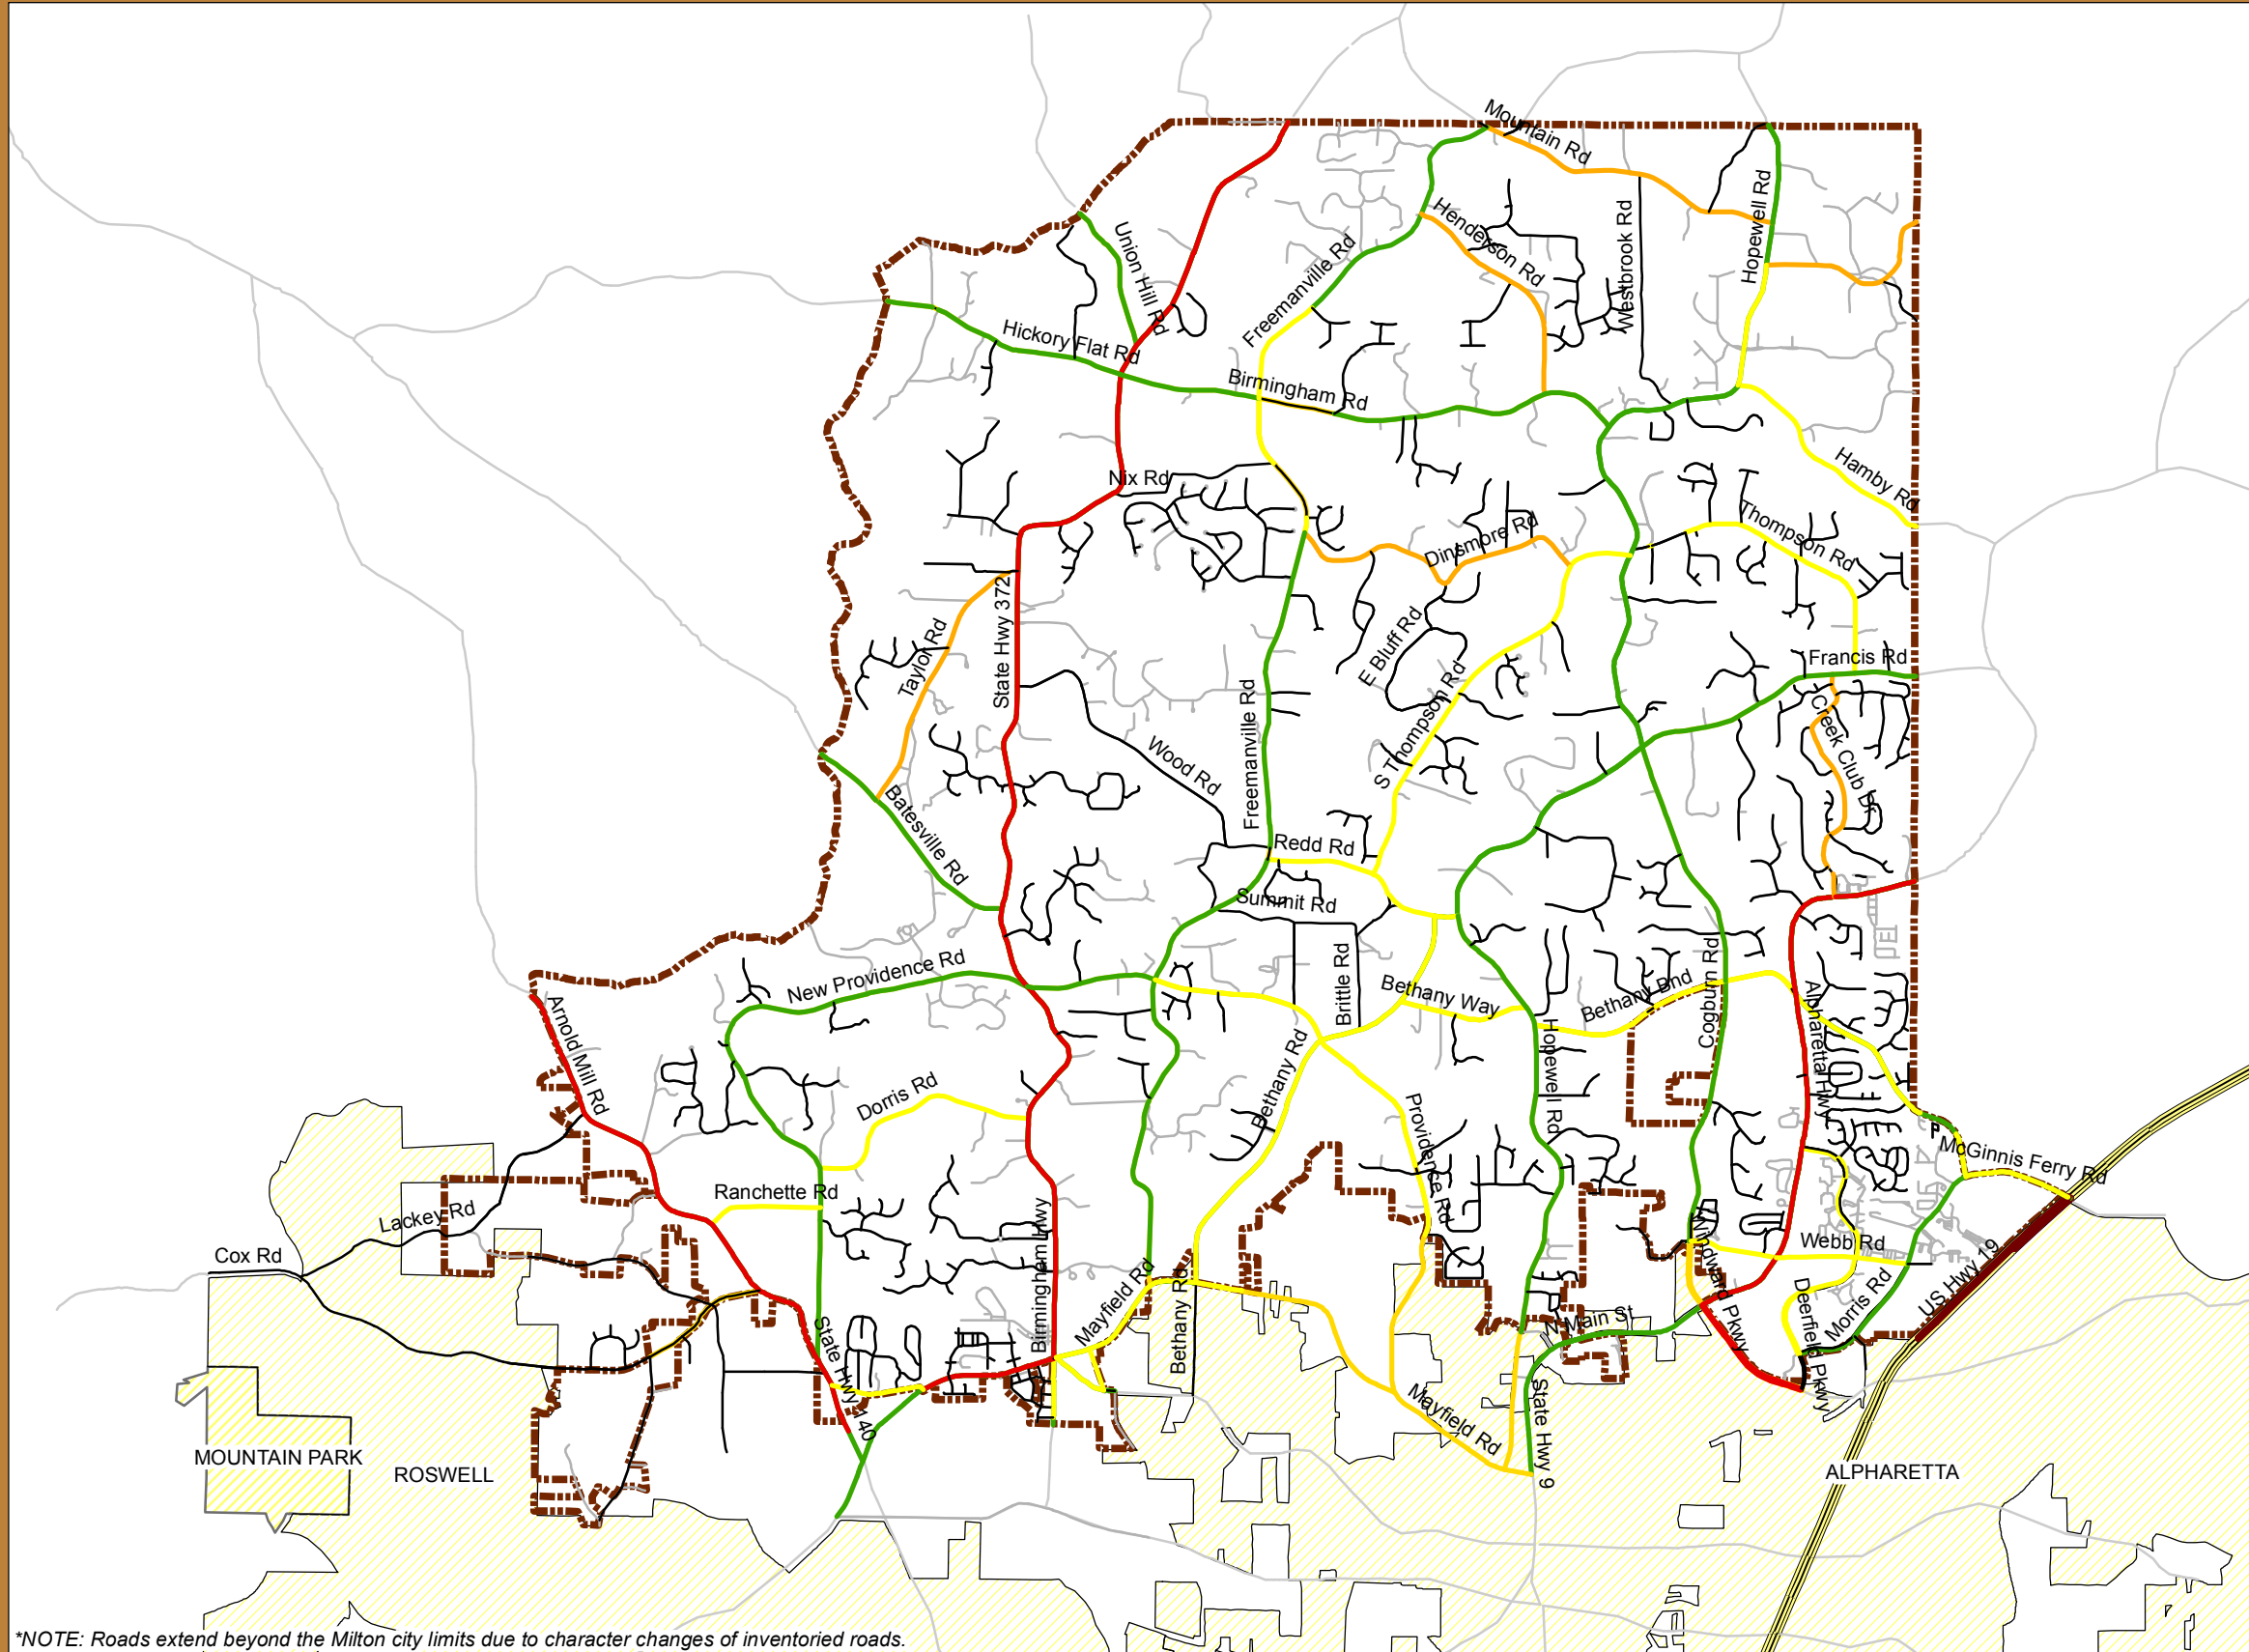 Mountain Rd
Hopewell Rd
Henderson Rd
Westbrook Rd
Union Hill Rd
Freemanville Rd
Hickory Flat Rd
Birmingham Rd
Hamby Rd
Nix Rd
Thompson Rd
Dinsmore Rd
State Hwy 372
Taylor Rd
E Bluff Rd
Francis Rd
Freemanville Rd
S Thompson Rd
Creek Club Dr
Wood Rd
Batesville Rd
Redd Rd
Summit Rd
New Providence Rd
Brittle Rd
Bethany Way
Bethany Bnd
Cogburn Rd
Arnold Mill Rd
Alpharetta Hwy
Hopewell Rd
Bethany Rd
Dorris Rd
Providence Rd
McGinnis Ferry Rd
Ranchette Rd
Lackey Rd
Birmingham Hwy
Cox Rd
Webb Rd
Windward Pkwy
US Hwy 19
Mayfield Rd
Bethany Rd
Deerfield Pkwy
Morris Rd
N Main St
State Hwy 140
State Hwy 9
Mayfield Rd
MOUNTAIN PARK
ROSWELL
ALPHARETTA
*NOTE: Roads extend beyond the Milton city limits due to character changes of inventoried roads.